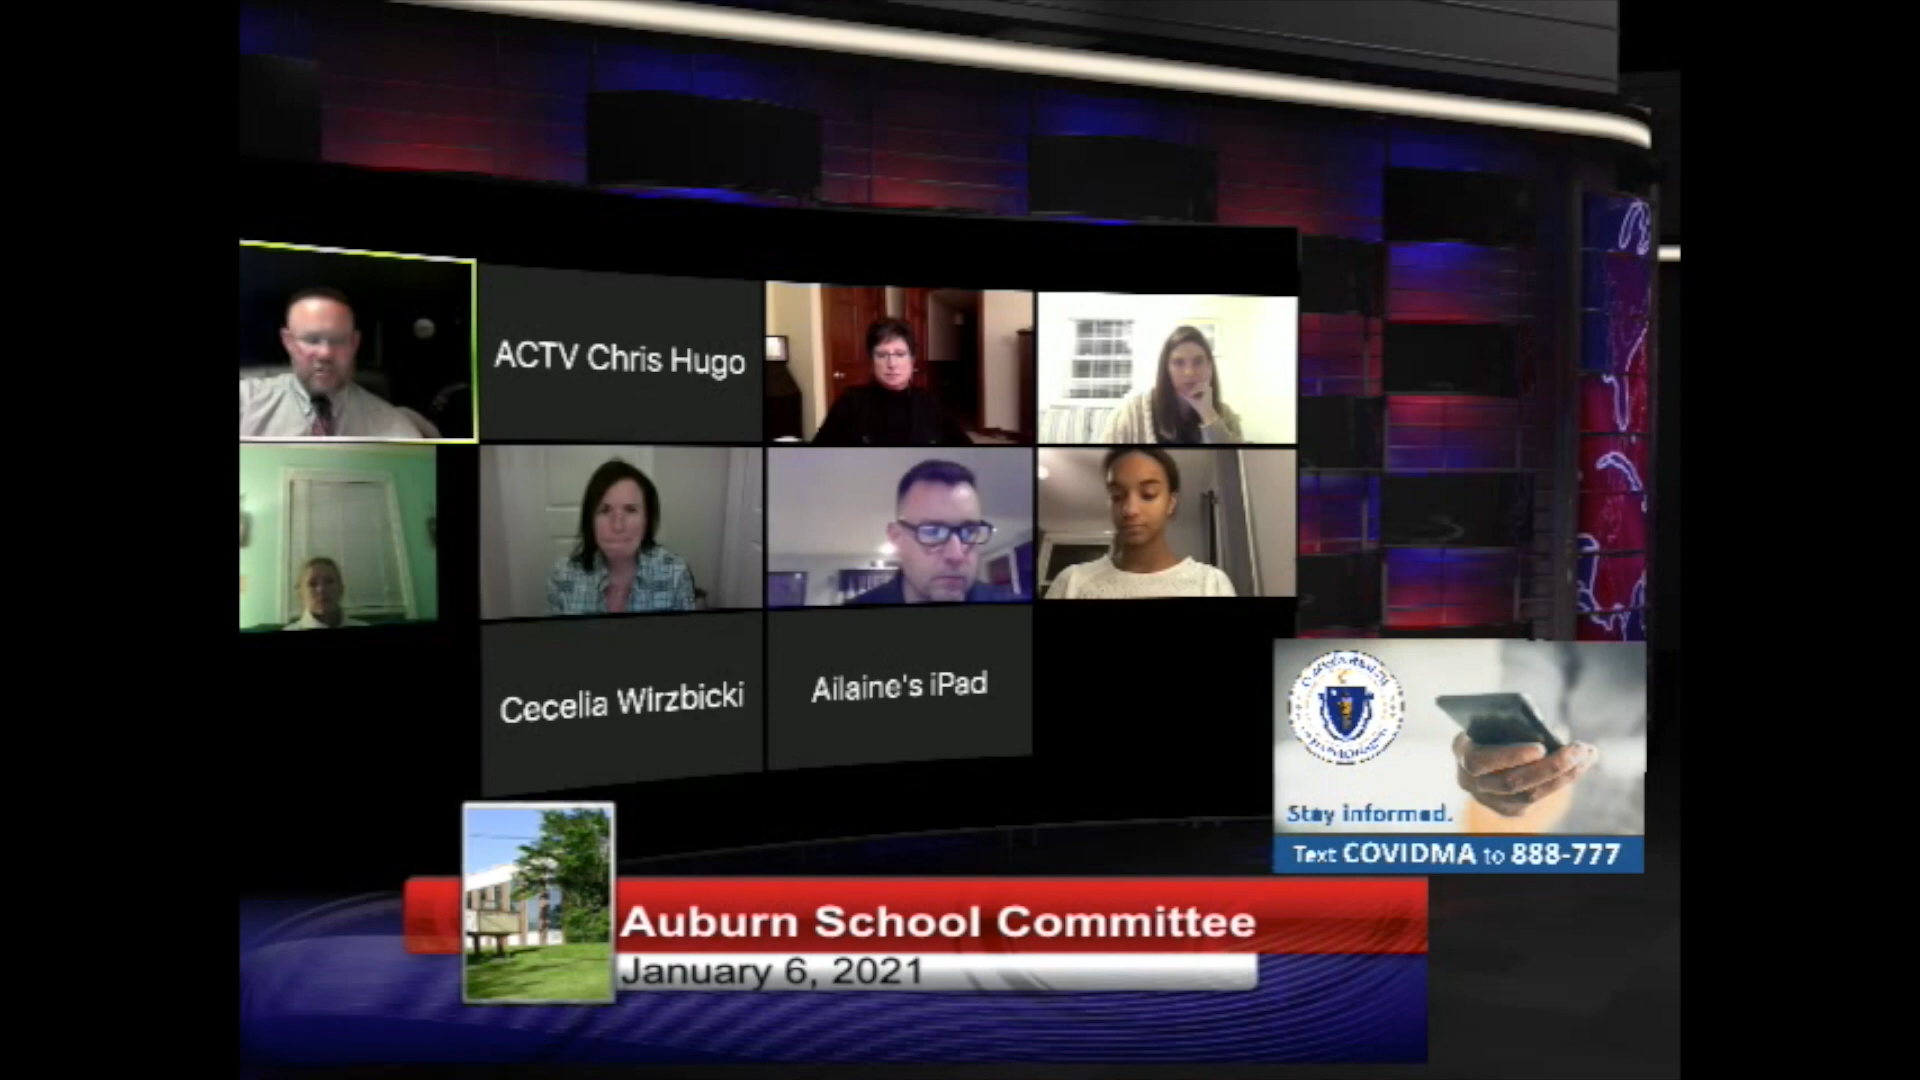 ACTV Chris Hugo
Cecelia Wirzbicki
Ailaine's iPad
Stay informed.
Text COVIDMA to 888-777
Auburn School Committee
January 6, 2021